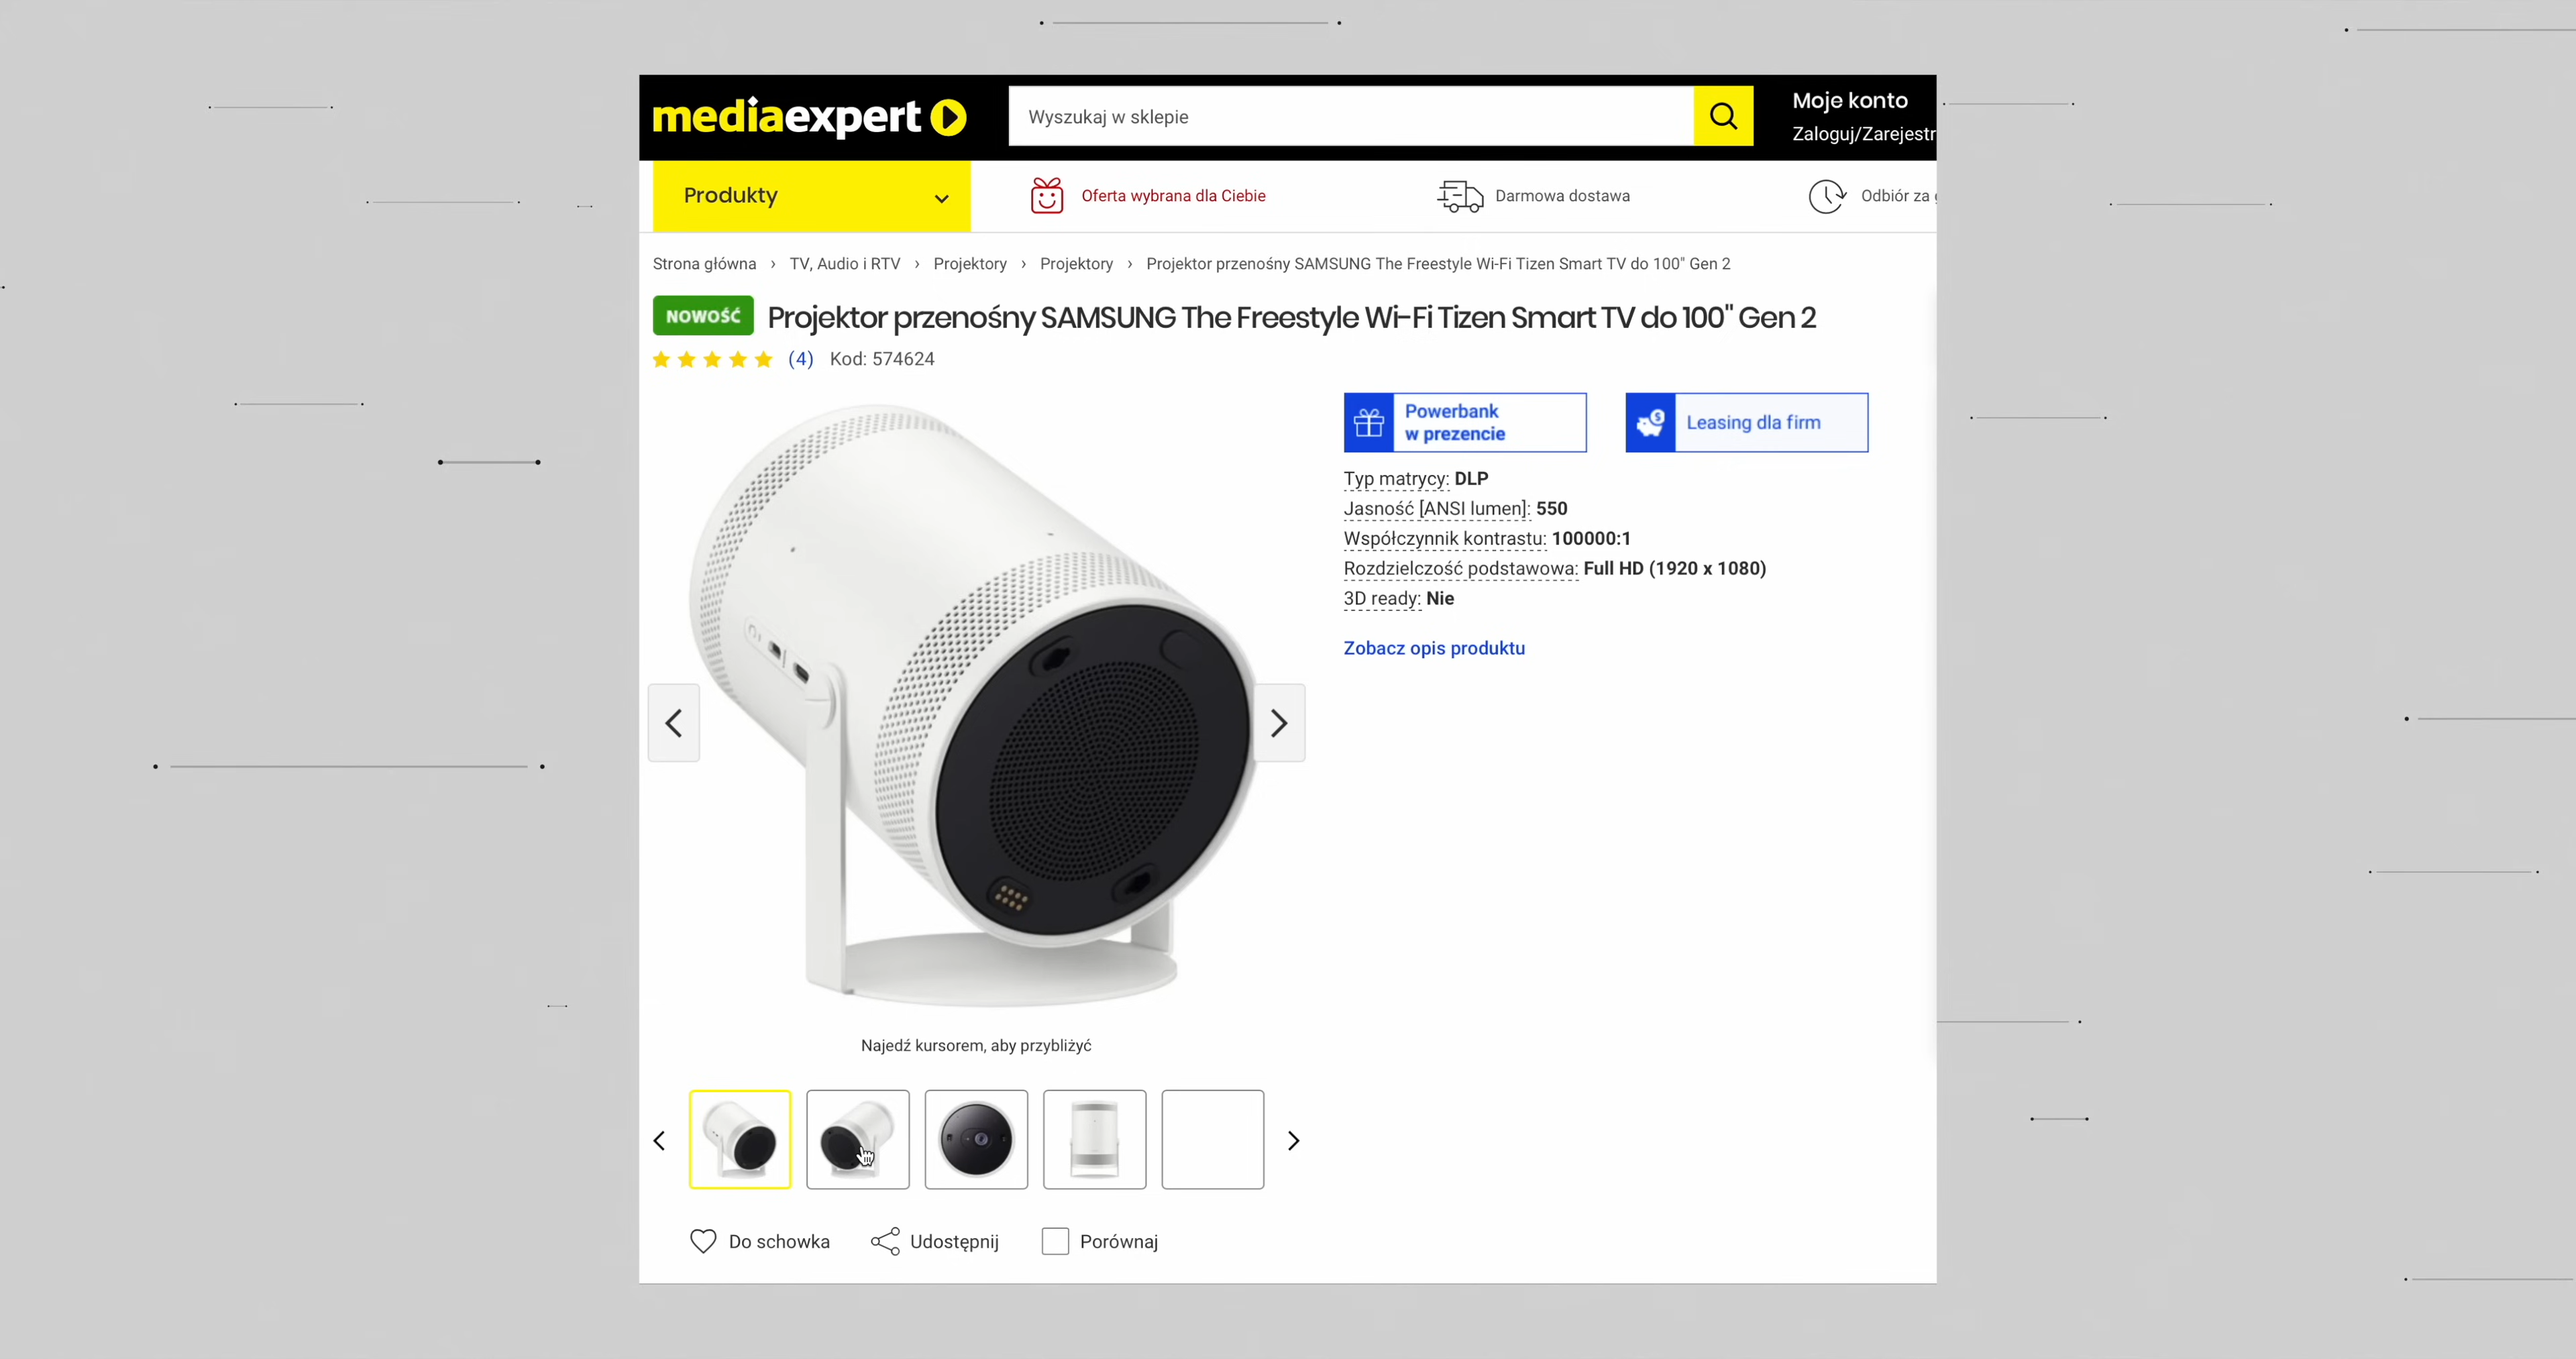 mediaexpert
Wyszukaj w sklepie
Moje konto
Zaloguj/Zarejestr
Produkty
Oferta wybrana dla Ciebie
Darmowa dostawa
Odbiór za
Strona główna › TV, Audio i RTV › Projektory › Projektory › Projektor przenośny SAMSUNG The Freestyle Wi-Fi Tizen Smart TV do 100" Gen 2
NOWOŚĆ Projektor przenośny SAMSUNG The Freestyle Wi-Fi Tizen Smart TV do 100" Gen 2
(4) Kod: 574624
Powerbank
w prezencie
Leasing dla firm
Typ matrycy: DLP
Jasność [ANSI lumen]: 550
Współczynnik kontrastu: 100000:1
Rozdzielczość podstawowa: Full HD (1920 x 1080)
3D ready: Nie
Zobacz opis produktu
Najedź kursorem, aby przybliżyć
Do schowka
Udostępnij
Porównaj